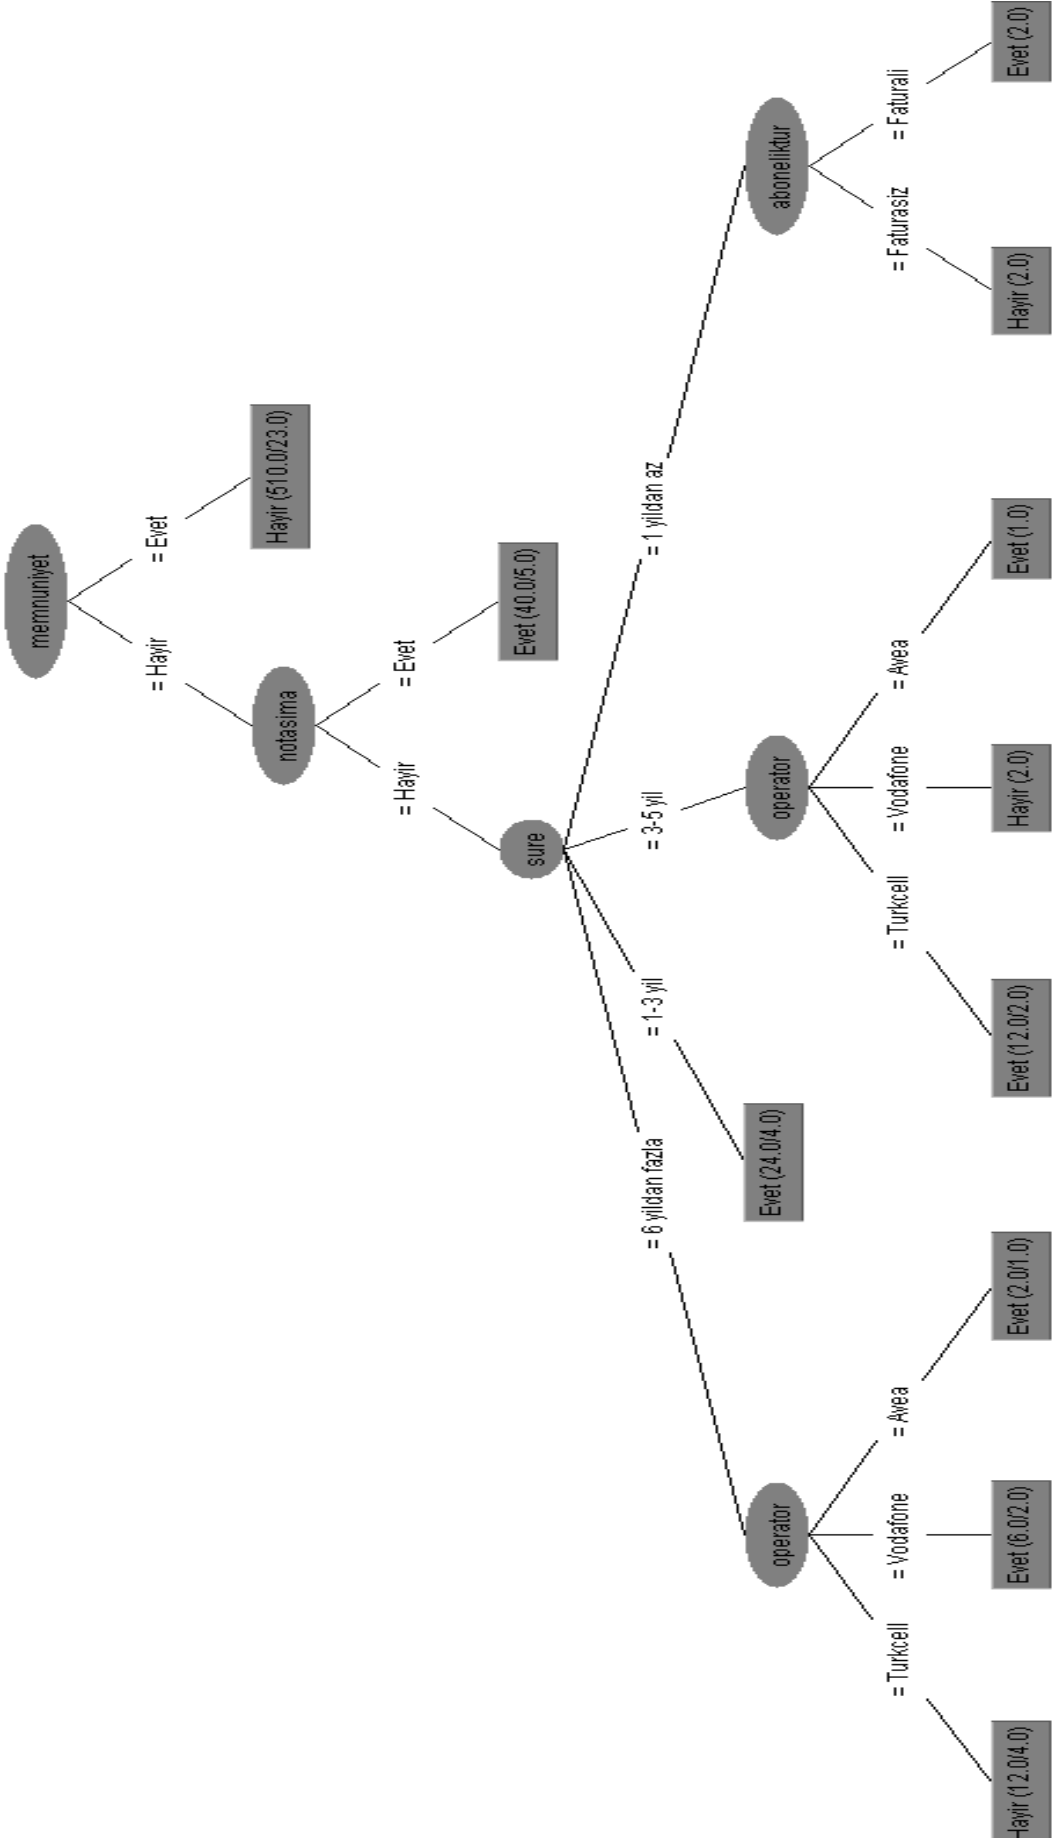 memnuniyet
= Hayir
= Evet
notasima
Hayir (510.0/23.0)
= Hayir
= Evet
sure
Evet (40.0/5.0)
= 6 yildan fazla
= 1-3 yil
= 3-5 yil
= 1 yildan az
operator
Evet (24.0/4.0)
operator
aboneliktur
= Turkcell
= Vodafone
= Avea
= Turkcell
= Vodafone
= Avea
= Faturasiz
= Faturali
Hayir (12.0/4.0)
Evet (6.0/2.0)
Evet (2.0/1.0)
Evet (12.0/2.0)
Hayir (2.0)
Evet (1.0)
Hayir (2.0)
Evet (2.0)